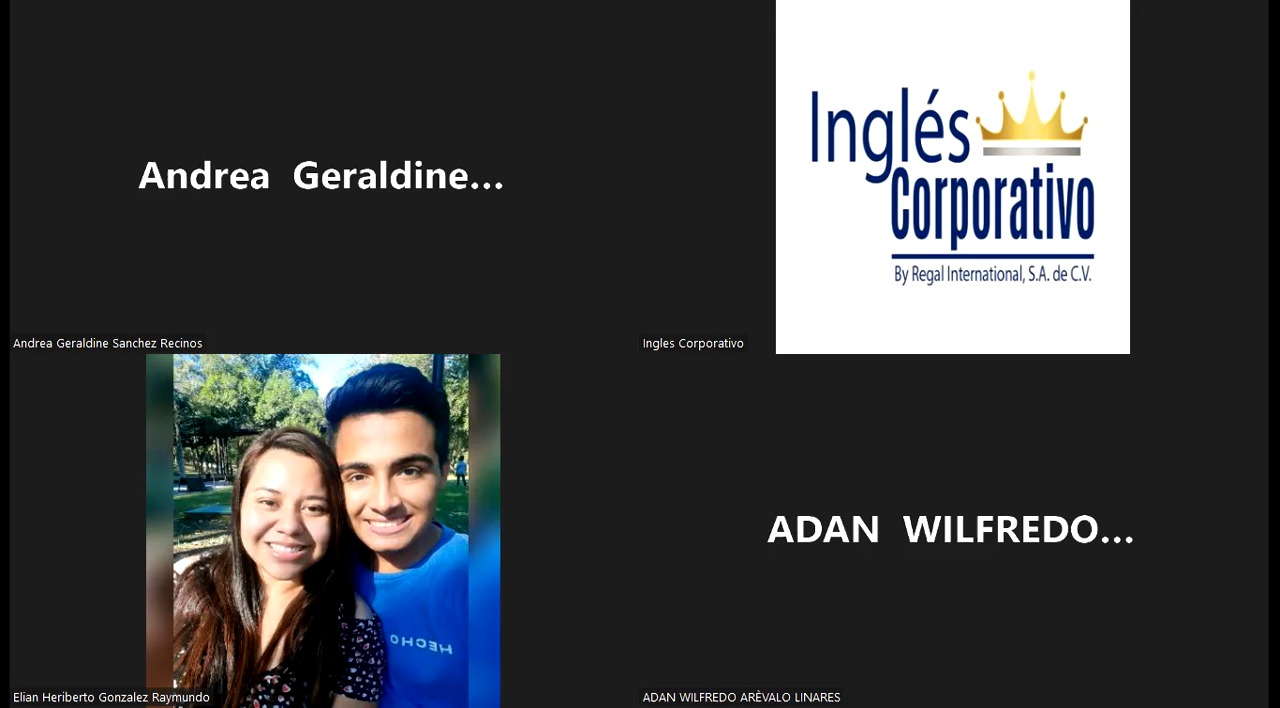 Andrea Geraldine...
Inglés
Corporativo
By Regal International, S.A. de C.V.
Andrea Geraldine Sanchez Recinos
Ingles Corporativo
HECHO
ADAN WILFREDO...
Elian Heriberto Gonzalez Raymundo
ADAN WILFREDO ARÈVALO LINARES